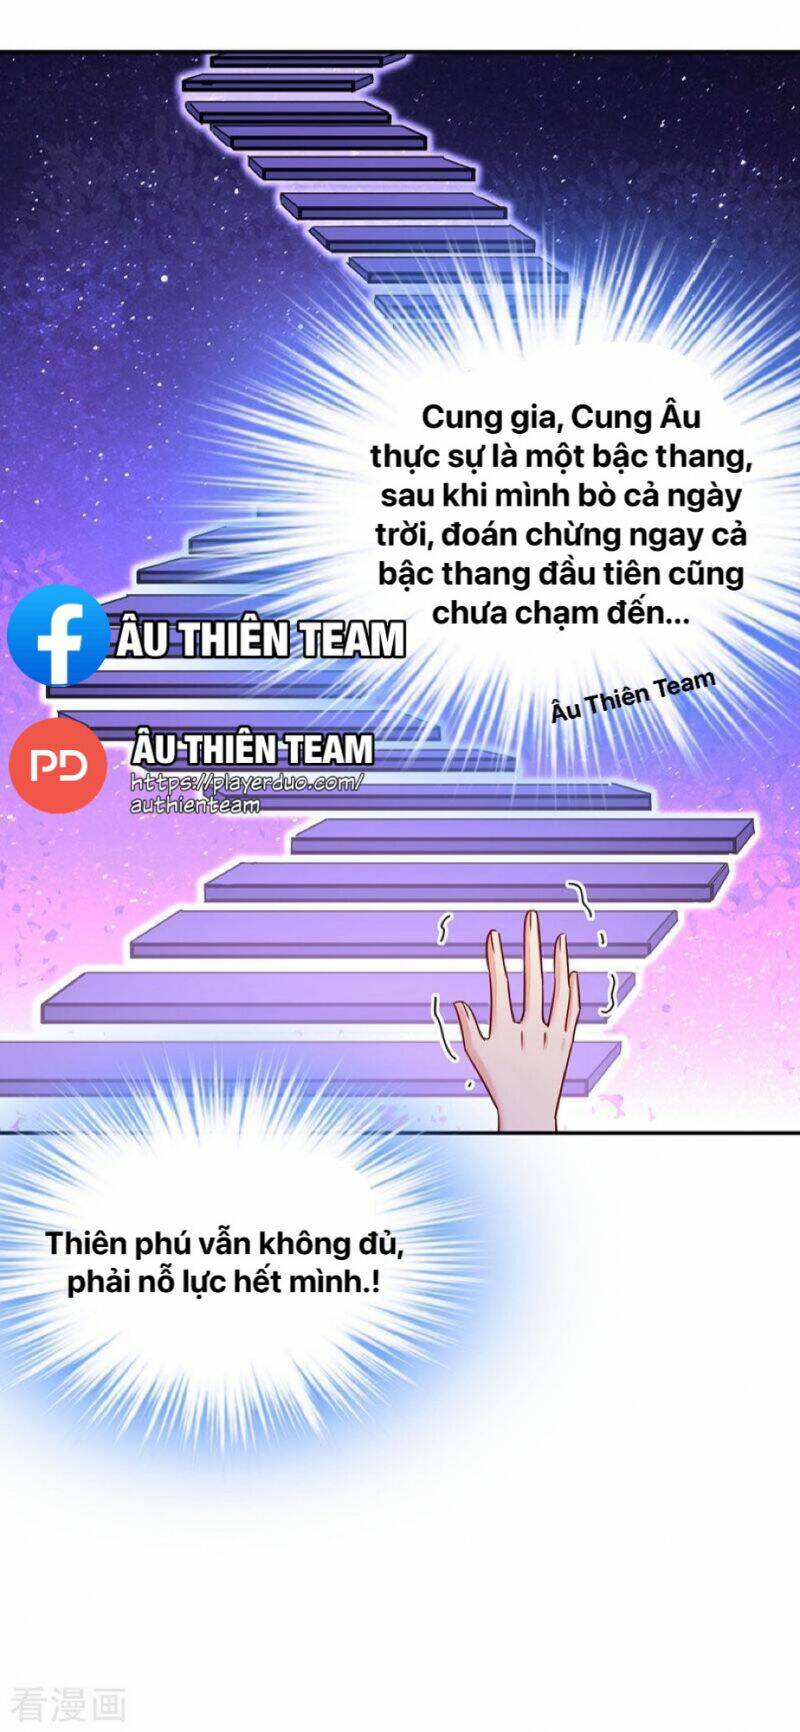 Cung gia, Cung Âu
thực sự là một bậc thang,
sau khi mình bò cả ngày
trời, đoán chừng ngay cả
bậc thang đầu tiên cũng
chưa chạm đến...
f ÂU THIÊN TEAM
Âu Thiên Team
PD ÂU THIÊN TEAM
https://playerduo.com/
authienteam
Thiên phú vẫn không đủ,
phải nỗ lực hết mình.!
看漫画